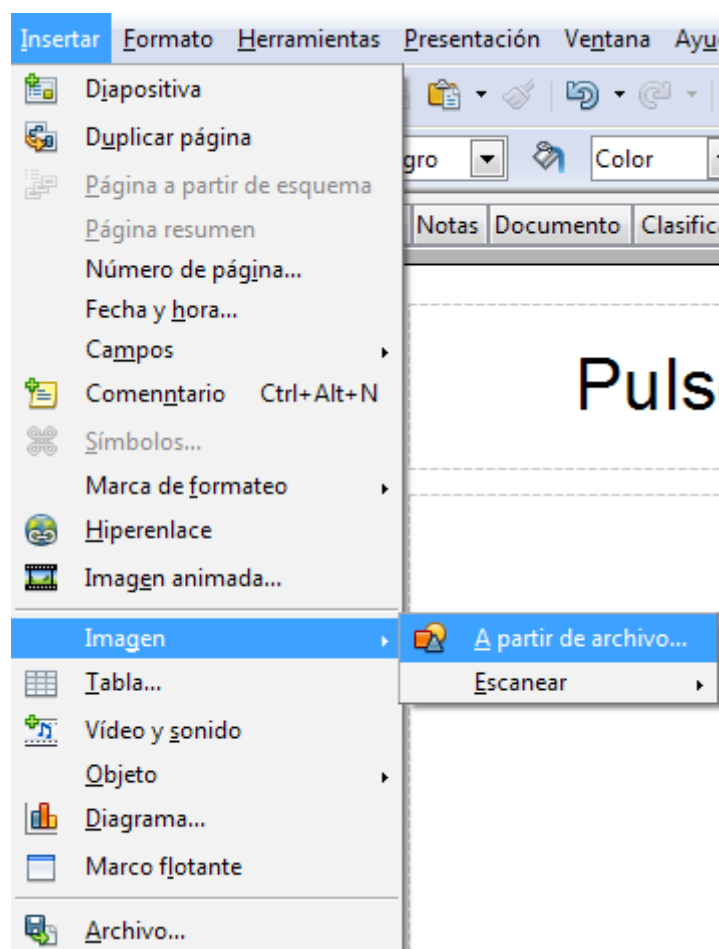 Insertar Formato Herramientas Presentación Ventana Ayu
Diapositiva
Duplicar página
gro Color
Página a partir de esquema
Página resumen
Notas Documento Clasific
Número de página...
Fecha y hora...
Campos
Puls
Comenntario Ctrl+Alt+N
Símbolos...
Marca de formateo
Hiperenlace
Imagen animada...
Imagen A partir de archivo...
Tabla... Escanear
Vídeo y sonido
Objeto
Diagrama...
Marco flotante
Archivo...